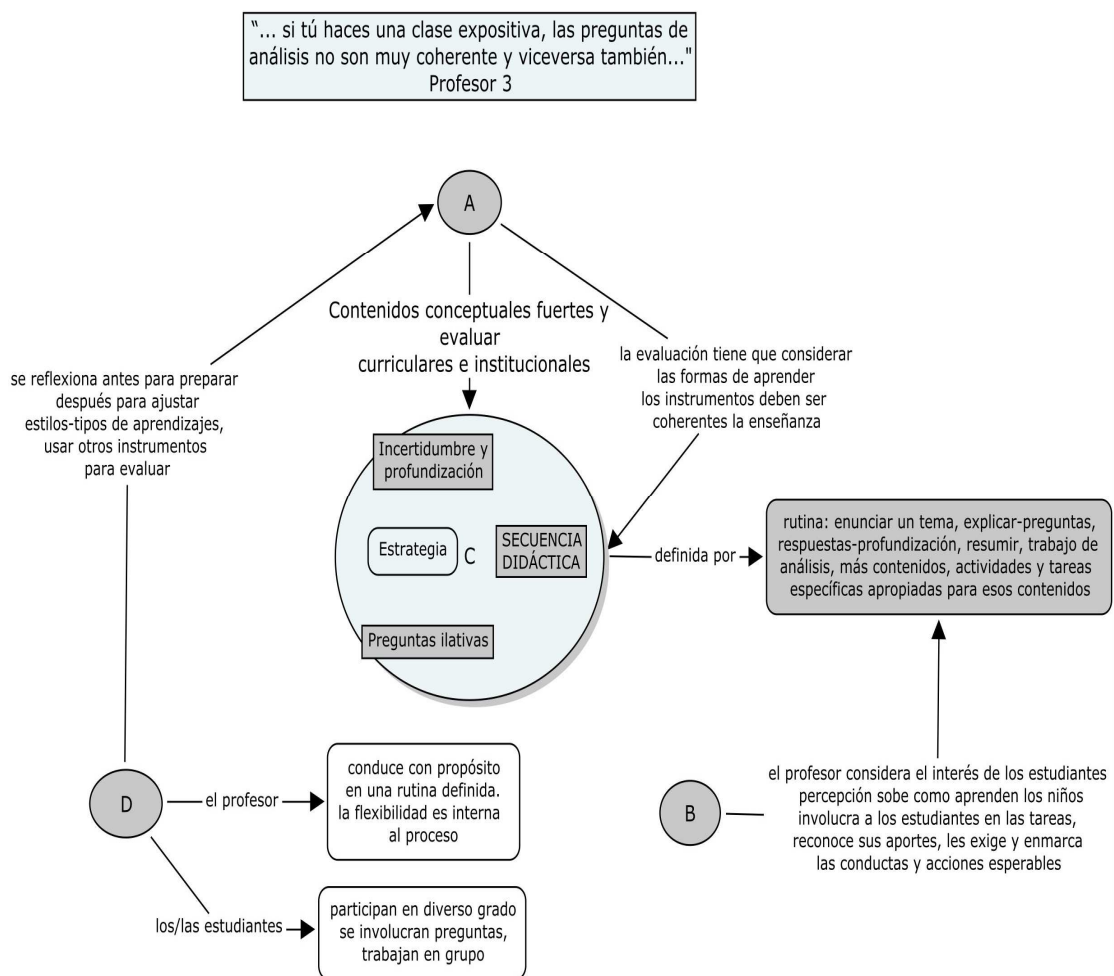 "... si tú haces una clase expositiva, las preguntas de
análisis no son muy coherente y viceversa también..."
Profesor 3
A
Contenidos conceptuales fuertes y
evaluar
curriculares e institucionales
la evaluación tiene que considerar
las formas de aprender
los instrumentos deben ser
coherentes la enseñanza
se reflexiona antes para preparar
después para ajustar
estilos-tipos de aprendizajes,
usar otros instrumentos
para evaluar
Incertidumbre y
profundización
Estrategia
C
SECUENCIA
DIDÁCTICA
Preguntas ilativas
definida por
rutina: enunciar un tema, explicar-preguntas,
respuestas-profundización, resumir, trabajo de
análisis, más contenidos, actividades y tareas
específicas apropiadas para esos contenidos
D
el profesor
conduce con propósito
en una rutina definida.
la flexibilidad es interna
al proceso
los/las estudiantes
participan en diverso grado
se involucran preguntas,
trabajan en grupo
B
el profesor considera el interés de los estudiantes
percepción sobe como aprenden los niños
involucra a los estudiantes en las tareas,
reconoce sus aportes, les exige y enmarca
las conductas y acciones esperables